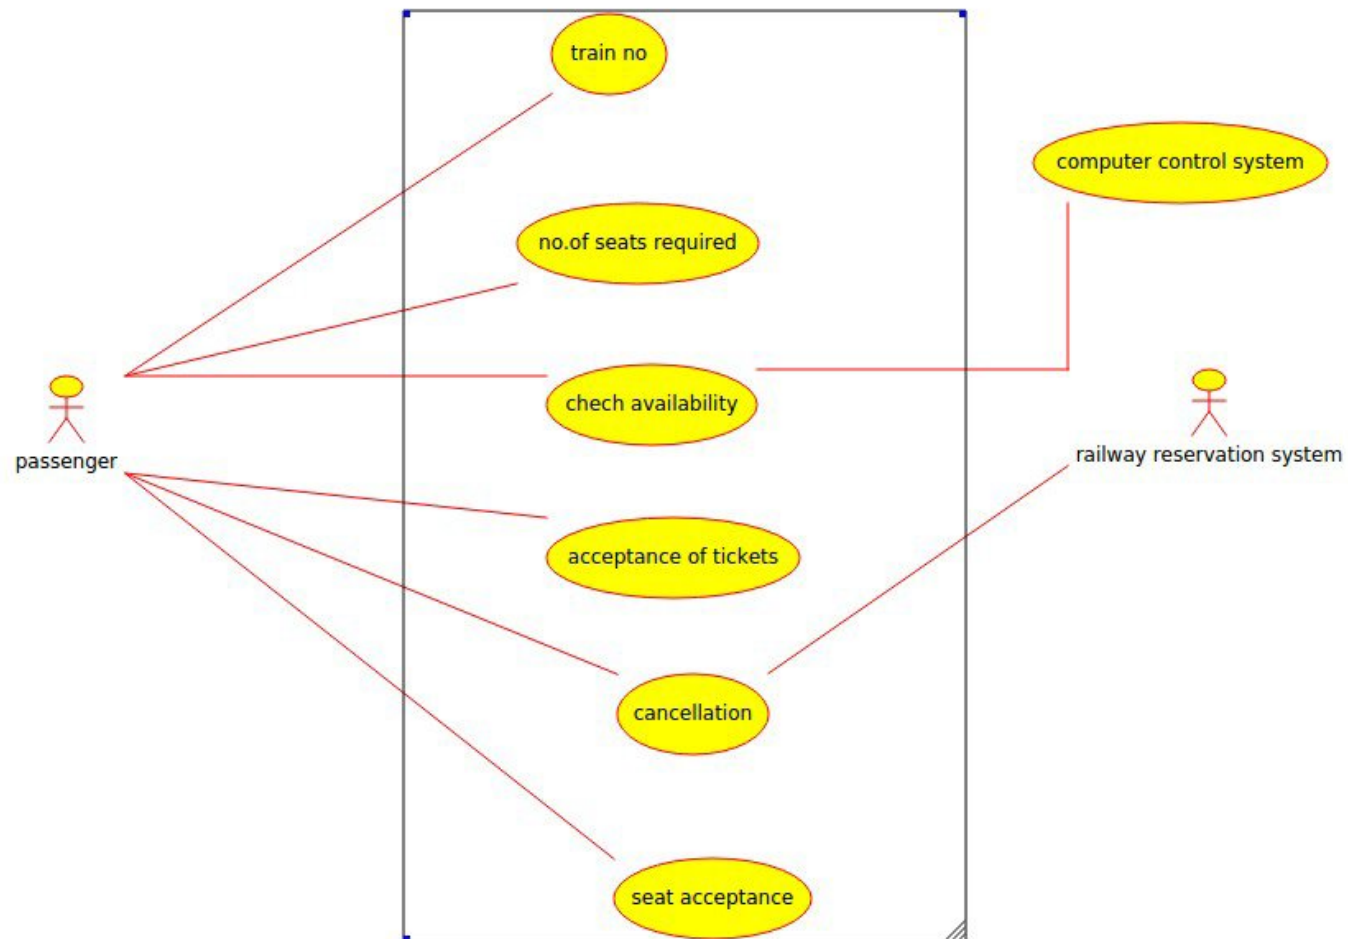 train no
computer control system
no.of seats required
chech availability
passenger
railway reservation system
acceptance of tickets
cancellation
seat acceptance